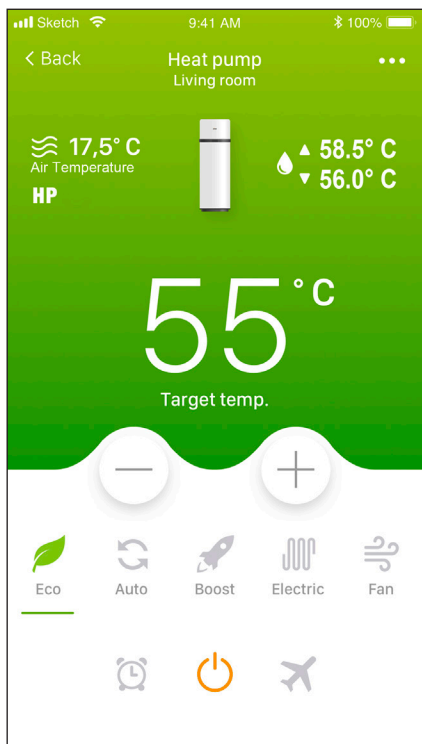 Sketch 9:41 AM 100%
Back Heat pump
Living room
17,5° C
Air Temperature
HP
▲ 58.5° C
▼ 56.0° C
55° C
Target temp.
Eco Auto Boost Electric Fan